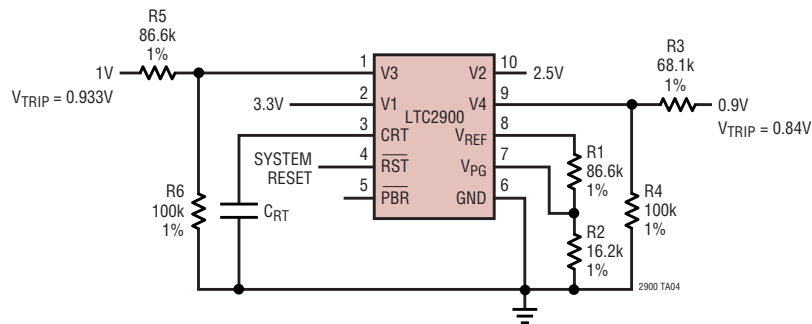 R5
86.6k
1%
1V
VTRIP = 0.933V
R6
100k
1%
3.3V
SYSTEM
RESET
CRT
1
2
3
4
5
V3
V1
CRT
RST
PBR
LTC2900
V2
V4
VREF
VPG
GND
10
9
8
7
6
2.5V
R3
68.1k
1%
0.9V
VTRIP = 0.84V
R1
86.6k
1%
R2
16.2k
1%
R4
100k
1%
2900 TA04